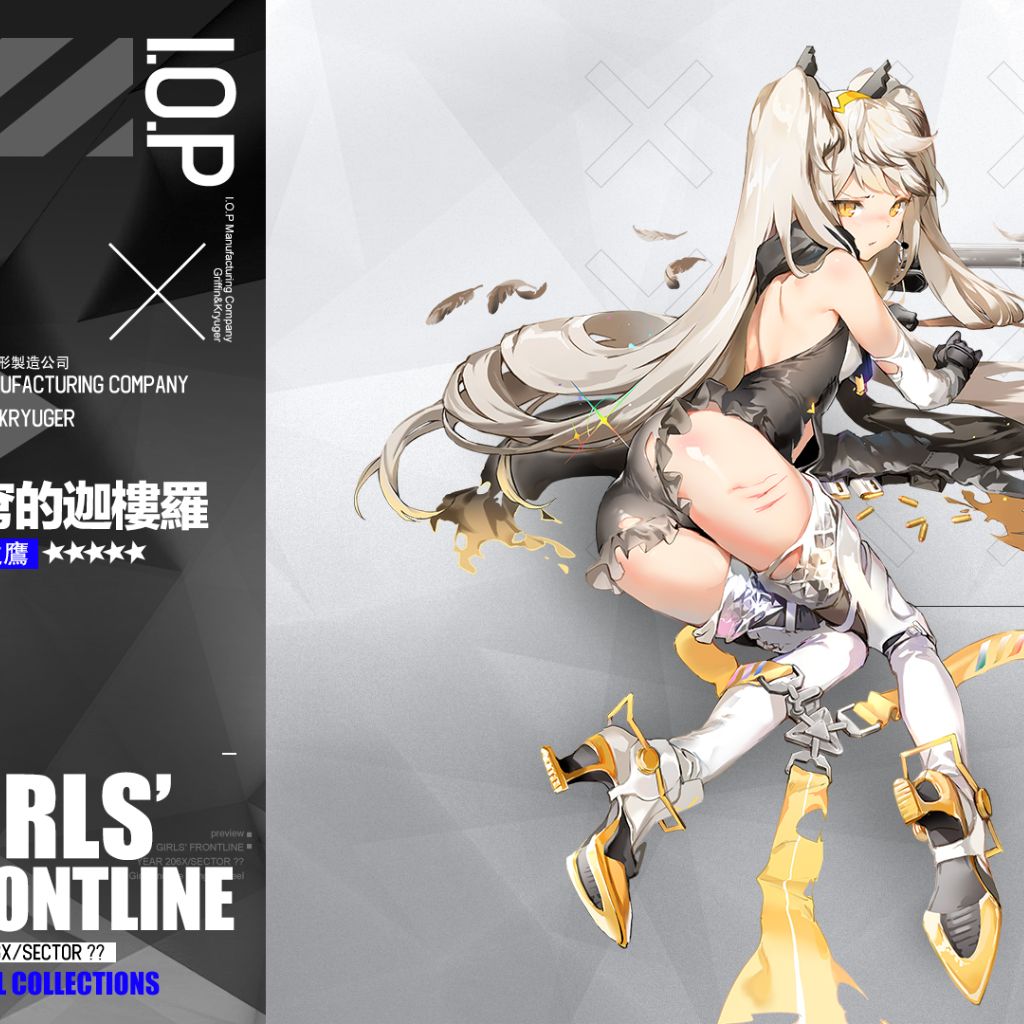 I.O.P
I.O.P Manufacturing Company
Griffin&Kryuger
形製造公司
UFACTURING COMPANY
KRYUGER
的迦樓羅
鷹 ★★★★★
preview
GIRLS' FRONTLINE
YEAR 206X/SECTOR ??
RLS'
ONTLINE
X/SECTOR ??
L COLLECTIONS